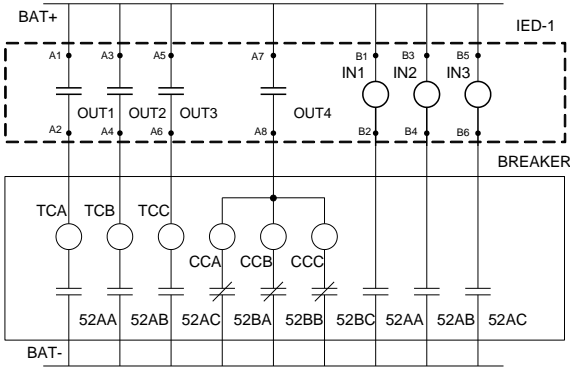 BAT+
IED-1
A1 A3 A5 A7 B1 B3 B5
IN1 IN2 IN3
OUT1 OUT2 OUT3 OUT4
A2 A4 A6 A8 B2 B4 B6
BREAKER
TCA TCB TCC
CCA CCB CCC
52AA 52AB 52AC 52BA 52BB 52BC 52AA 52AB 52AC
BAT-